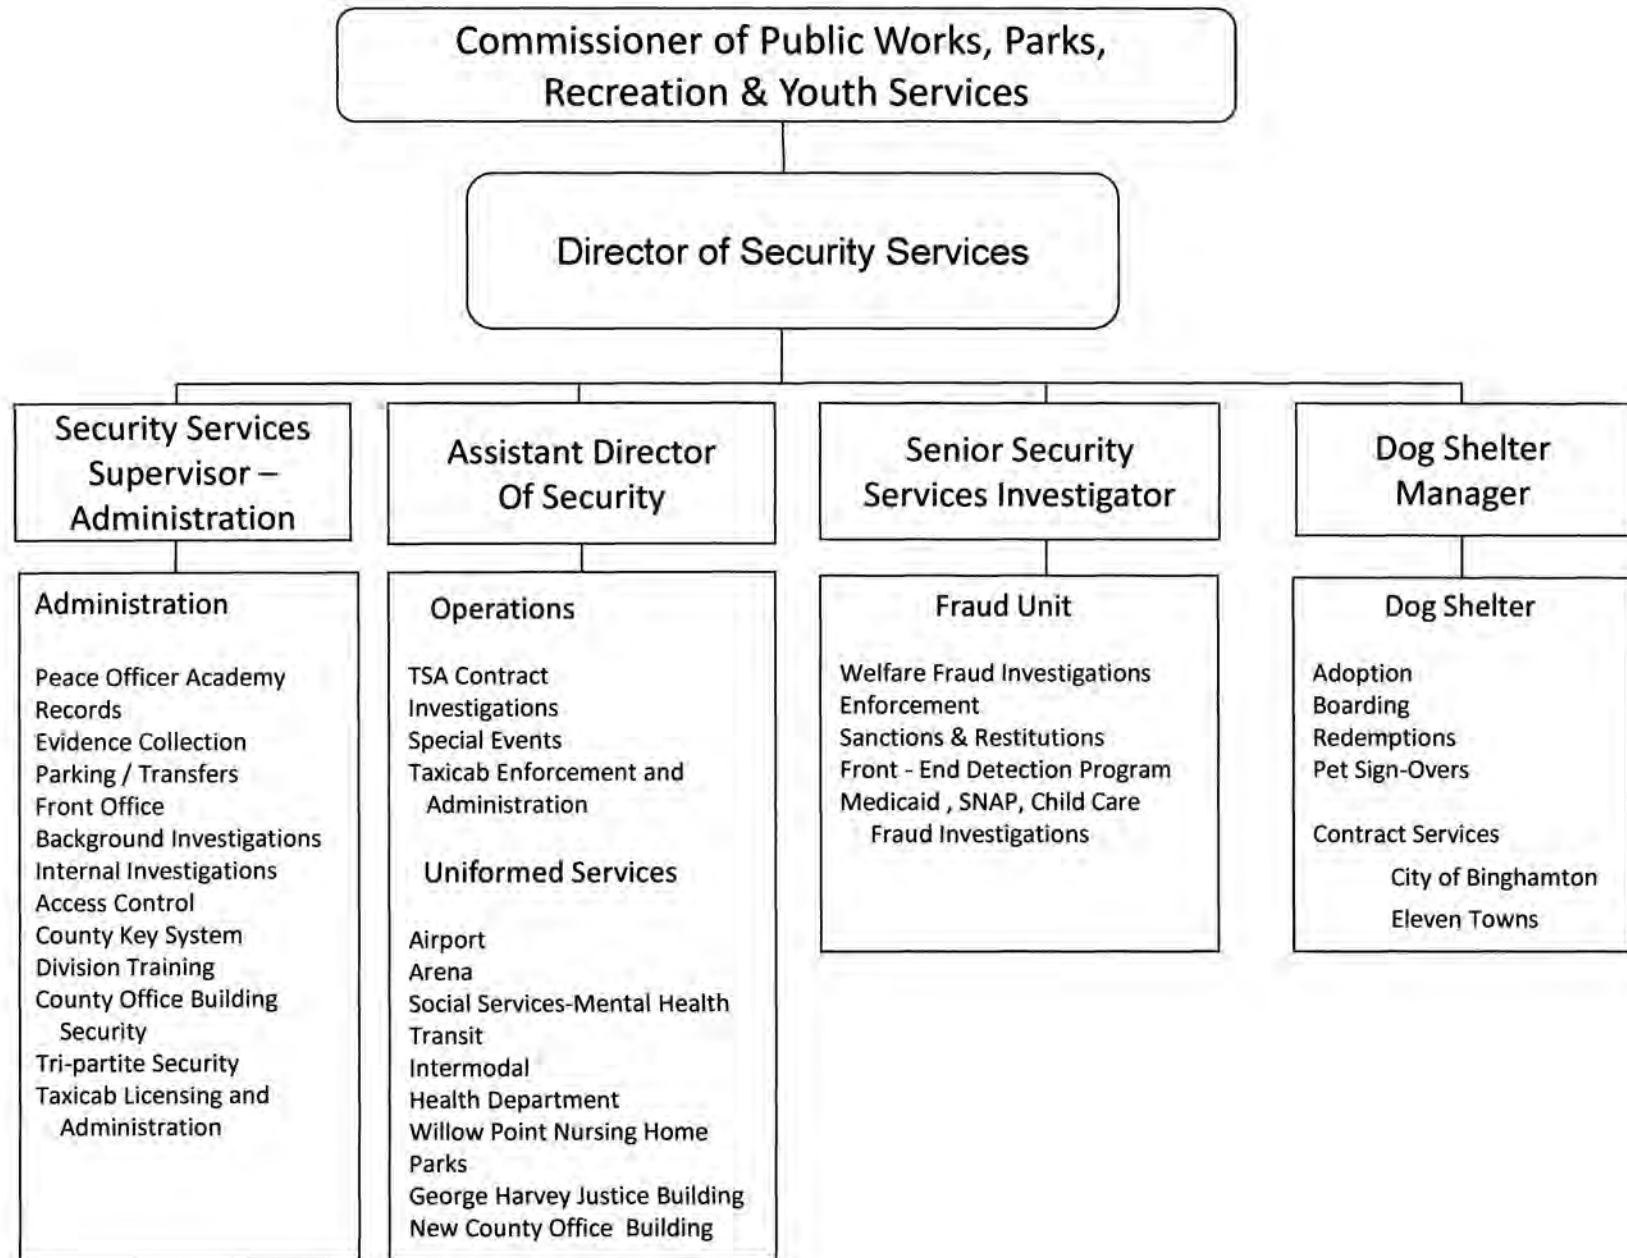 Commissioner of Public Works, Parks,
Recreation & Youth Services
Director of Security Services
Security Services
Supervisor –
Administration
Administration
Peace Officer Academy
Records
Evidence Collection
Parking / Transfers
Front Office
Background Investigations
Internal Investigations
Access Control
County Key System
Division Training
County Office Building
Security
Tri-partite Security
Taxicab Licensing and
Administration
Assistant Director
Of Security
Operations
TSA Contract
Investigations
Special Events
Taxicab Enforcement and
Administration
Uniformed Services
Airport
Arena
Social Services-Mental Health
Transit
Intermodal
Health Department
Willow Point Nursing Home
Parks
George Harvey Justice Building
New County Office Building
Senior Security
Services Investigator
Fraud Unit
Welfare Fraud Investigations
Enforcement
Sanctions & Restitutions
Front - End Detection Program
Medicaid , SNAP, Child Care
Fraud Investigations
Dog Shelter
Manager
Dog Shelter
Adoption
Boarding
Redemptions
Pet Sign-Overs
Contract Services
City of Binghamton
Eleven Towns